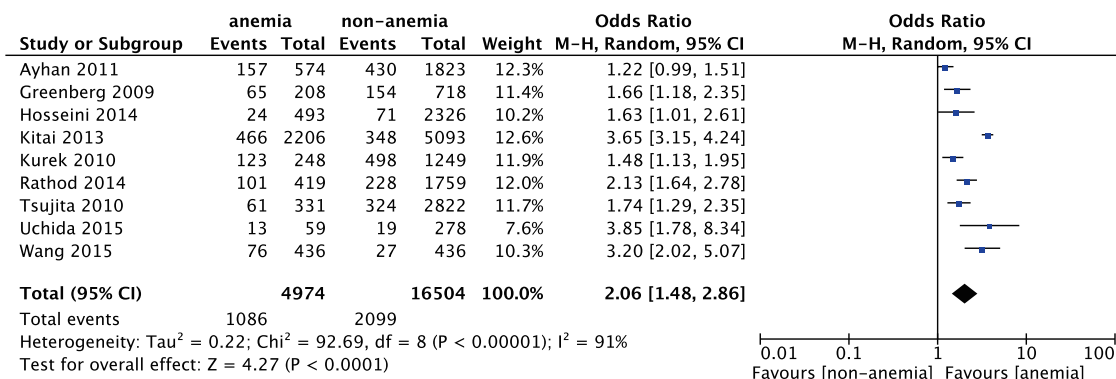 anemia non-anemia Odds Ratio Odds Ratio
Study or Subgroup Events Total Events Total Weight M-H, Random, 95% CI M-H, Random, 95% CI
Ayhan 2011 157 574 430 1823 12.3% 1.22 [0.99, 1.51]
Greenberg 2009 65 208 154 718 11.4% 1.66 [1.18, 2.35]
Hosseini 2014 24 493 71 2326 10.2% 1.63 [1.01, 2.61]
Kitai 2013 466 2206 348 5093 12.6% 3.65 [3.15, 4.24]
Kurek 2010 123 248 498 1249 11.9% 1.48 [1.13, 1.95]
Rathod 2014 101 419 228 1759 12.0% 2.13 [1.64, 2.78]
Tsujita 2010 61 331 324 2822 11.7% 1.74 [1.29, 2.35]
Uchida 2015 13 59 19 278 7.6% 3.85 [1.78, 8.34]
Wang 2015 76 436 27 436 10.3% 3.20 [2.02, 5.07]
Total (95% CI) 4974 16504 100.0% 2.06 [1.48, 2.86]
Total events 1086 2099
Heterogeneity: Tau² = 0.22; Chi² = 92.69, df = 8 (P < 0.00001); I² = 91%
Test for overall effect: Z = 4.27 (P < 0.0001)
0.01 0.1 1 10 100
Favours [non-anemia] Favours [anemia]